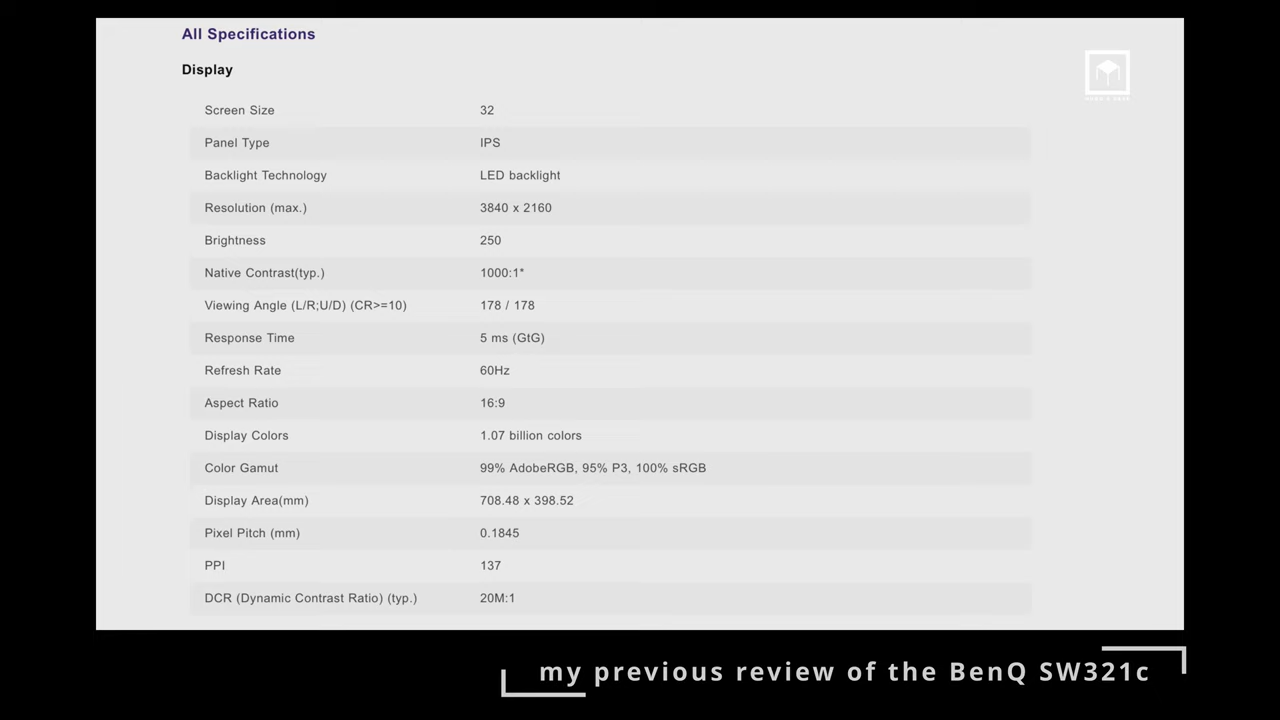 All Specifications
Display
Screen Size 32
Panel Type IPS
Backlight Technology LED backlight
Resolution (max.) 3840 x 2160
Brightness 250
Native Contrast(typ.) 1000:1*
Viewing Angle (L/R;U/D) (CR>=10) 178 / 178
Response Time 5 ms (GtG)
Refresh Rate 60Hz
Aspect Ratio 16:9
Display Colors 1.07 billion colors
Color Gamut 99% AdobeRGB, 95% P3, 100% sRGB
Display Area(mm) 708.48 x 398.52
Pixel Pitch (mm) 0.1845
PPI 137
DCR (Dynamic Contrast Ratio) (typ.) 20M:1
my previous review of the BenQ SW321c